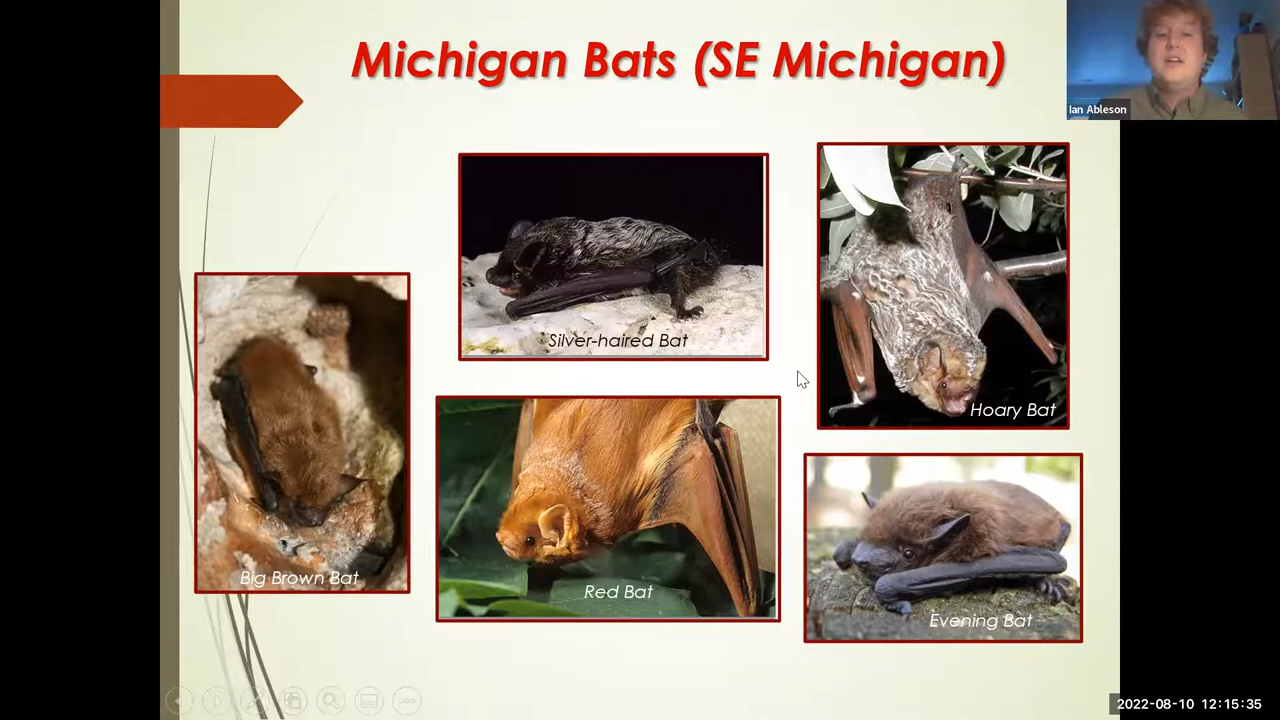 Michigan Bats (SE Michigan)
Ian Ableson
Silver-haired Bat
Hoary Bat
Big Brown Bat
Red Bat
Evening Bat
2022-08-10 12:15:35